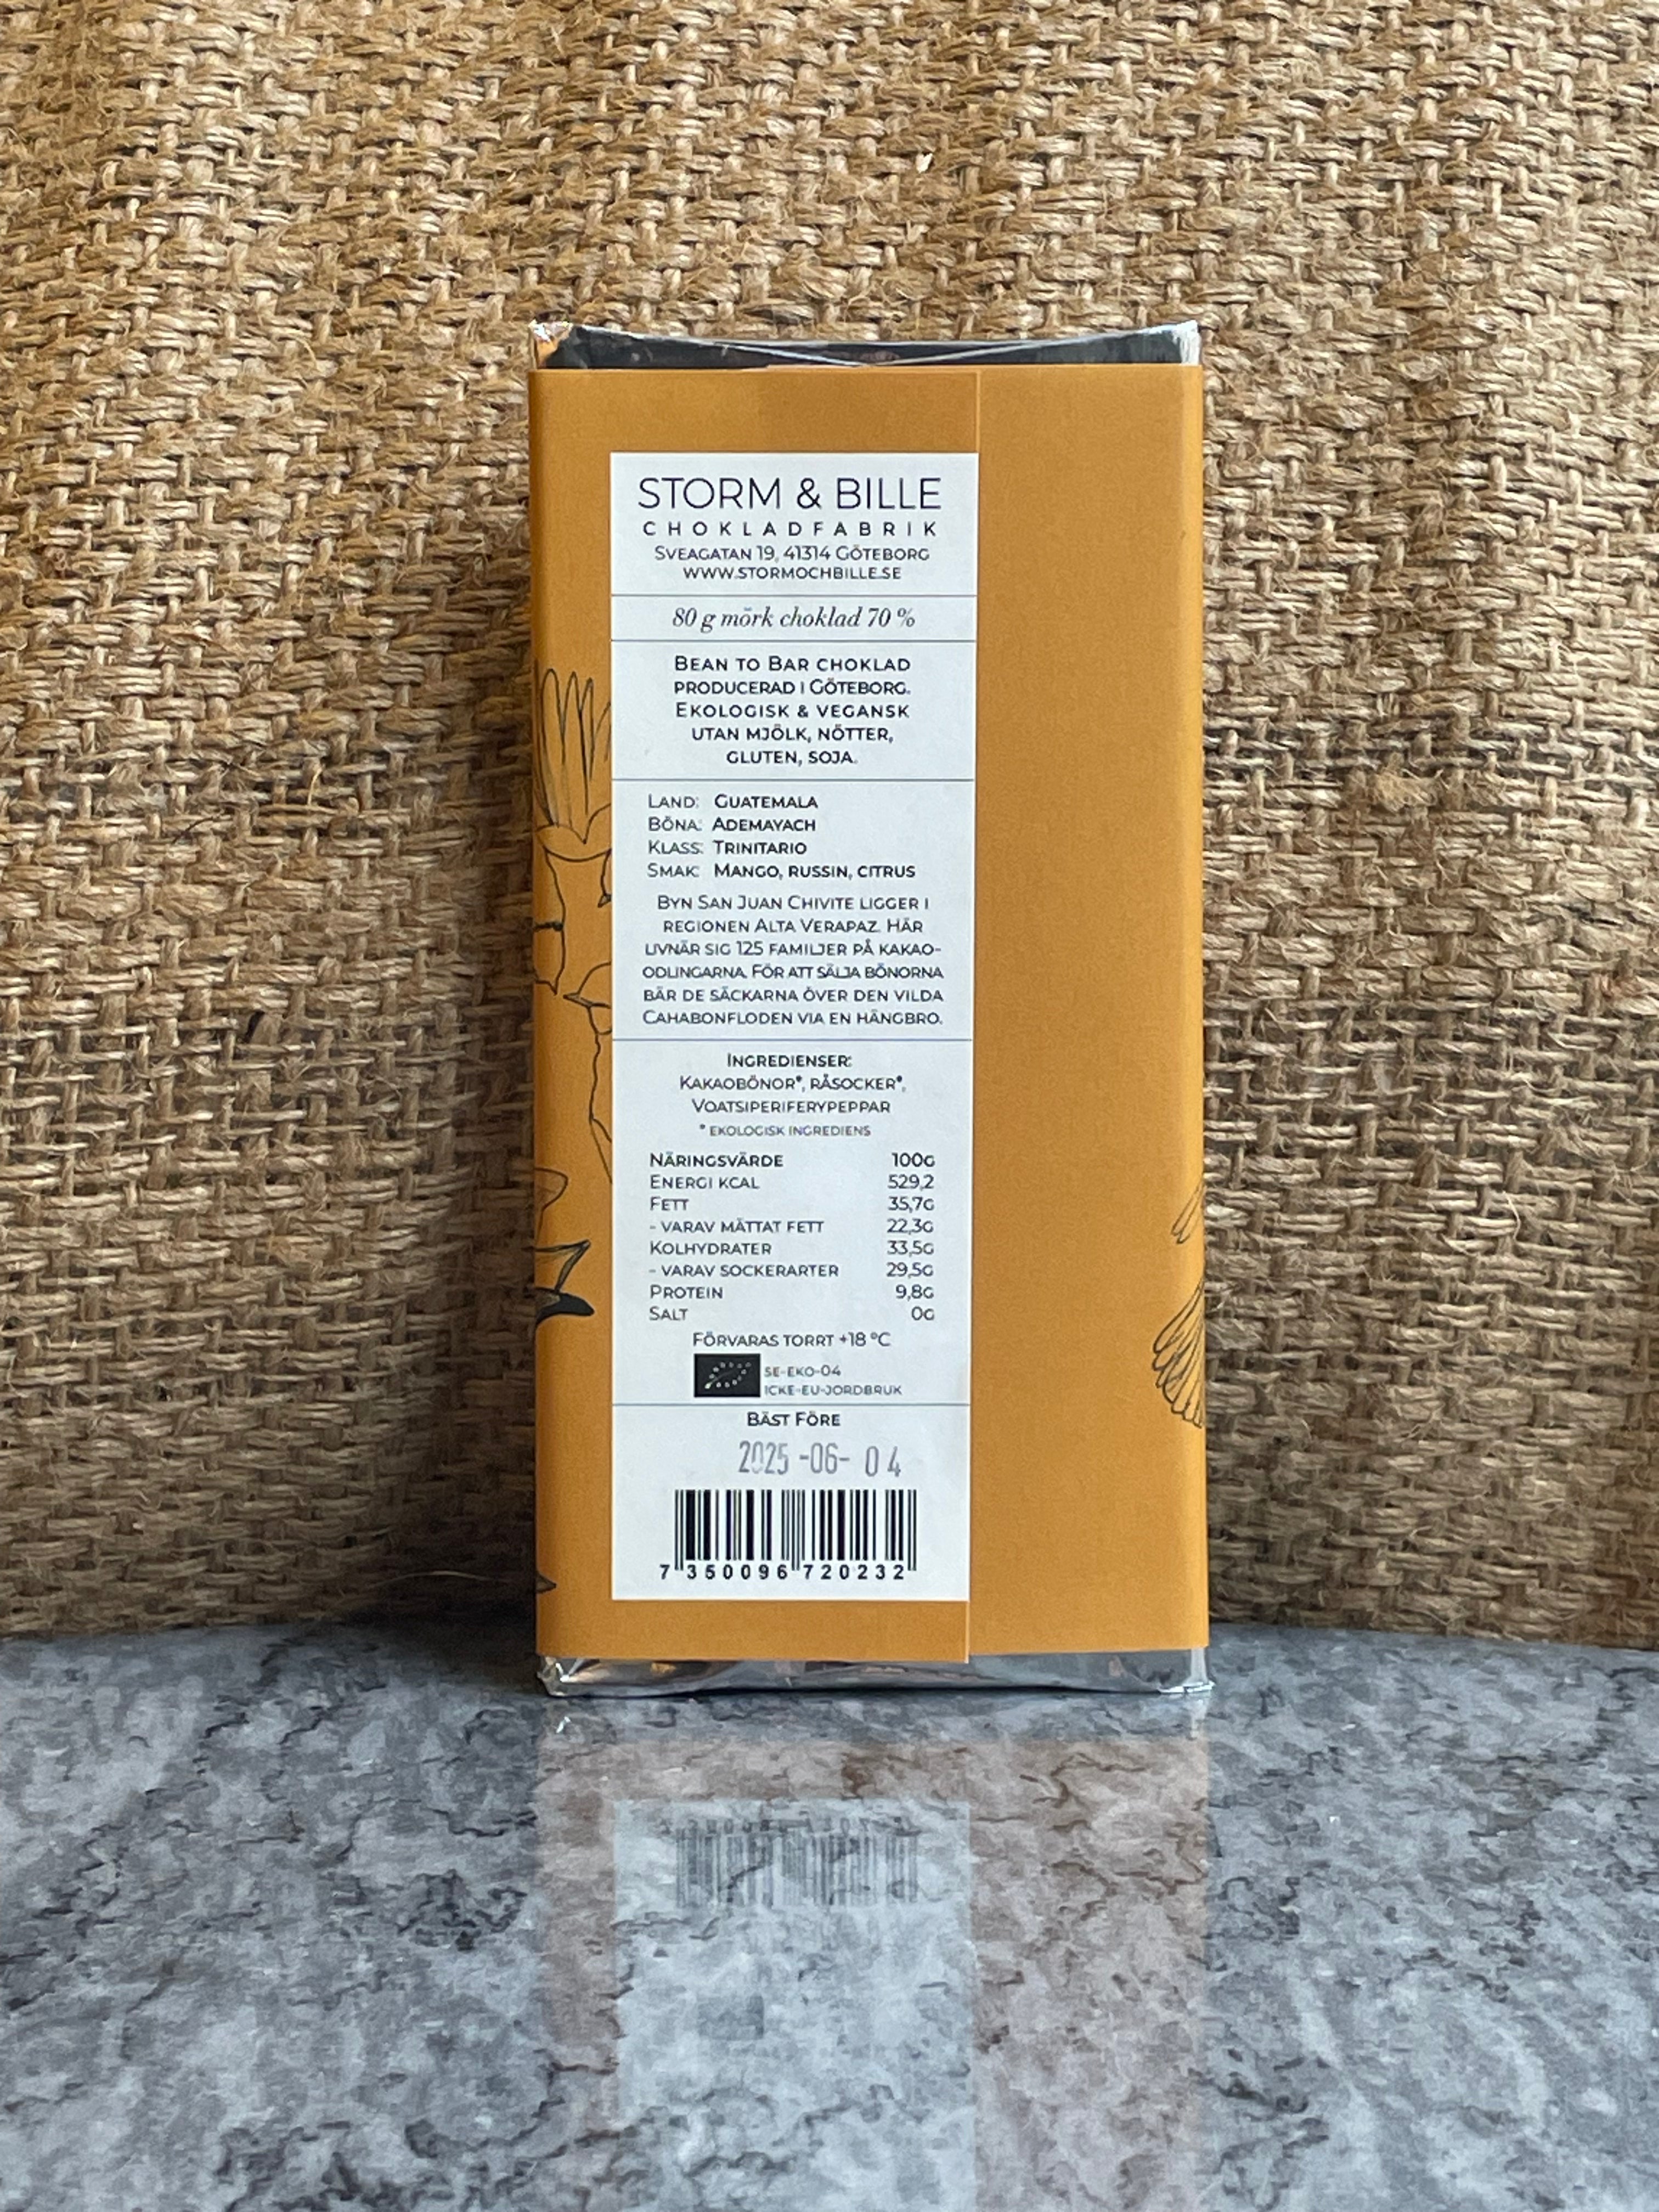 STORM & BILLE
CHOKLADFABRIK
SVEAGATAN 19, 41314 GÖTEBORG
WWW.STORMOCHBILLE.SE
80 g mörk choklad 70 %
BEAN TO BAR CHOKLAD
PRODUCERAD I GÖTEBORG.
EKOLOGISK & VEGANSK
UTAN MJÖLK, NÖTTER,
GLUTEN, SOJA.
LAND: GUATEMALA
BÖNA: ADEMAYACH
KLASS: TRINITARIO
SMAK: MANGO, RUSSIN, CITRUS
BYN SAN JUAN CHIVITE LIGGER I
REGIONEN ALTA VERAPAZ. HÄR
LIVNÄR SIG 125 FAMILJER PÅ KAKAO-
ODLINGARNA. FÖR ATT SÄLJA BÖNORNA
BÄR DE SÄCKARNA ÖVER DEN VILDA
CAHABONFLODEN VIA EN HÄNGBRO.
INGREDIENSER:
KAKAOBÖNOR*, RÅSOCKER*,
VOATSIPERIFERYPEPPAR
* EKOLOGISK INGREDIENS
NÄRINGSVÄRDE 100G
ENERGI KCAL 529,2
FETT 35,7G
- VARAV MÄTTAT FETT 22,3G
KOLHYDRATER 33,5G
- VARAV SOCKERARTER 29,5G
PROTEIN 9,8G
SALT 0G
FÖRVARAS TORRT +18 °C
SE-EKO-04
ICKE-EU-JORDBRUK
BÄST FÖRE
2025-06-04
7 350096 720232